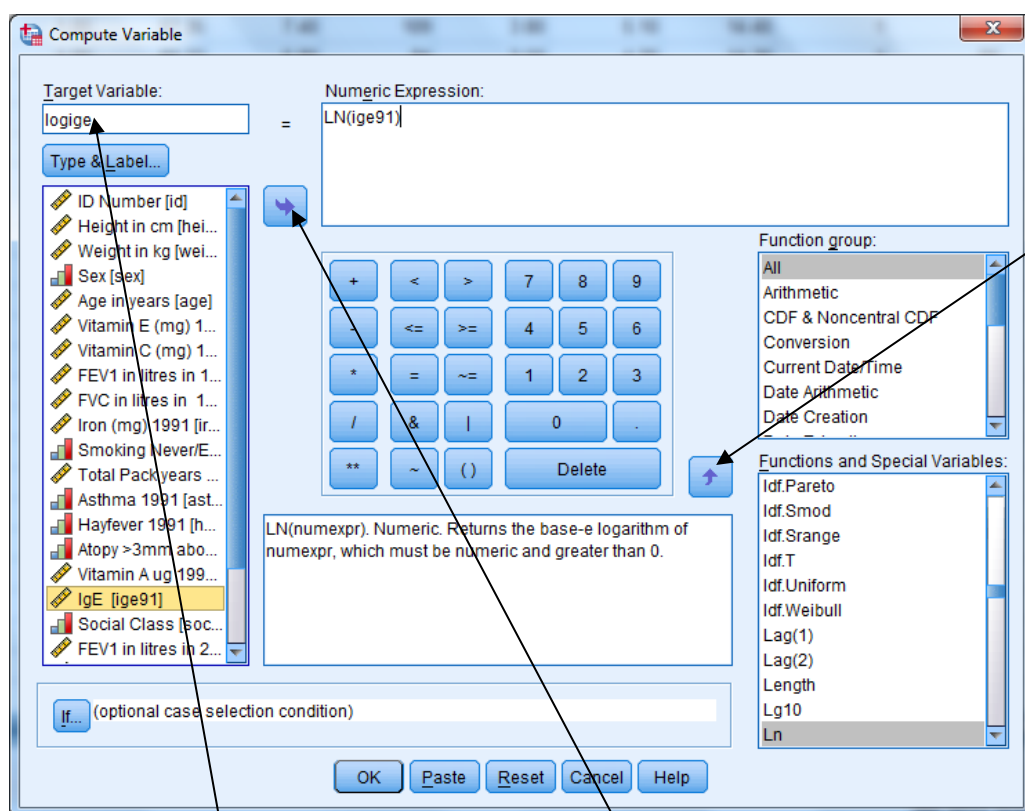 Compute Variable
Target Variable:
logige
=
Numeric Expression:
LN(ige91)
Type & Label...
ID Number [id]
Height in cm [hei...
Weight in kg [wei...
Sex [sex]
Age in years [age]
Vitamin E (mg) 1...
Vitamin C (mg) 1...
FEV1 in litres in 1...
FVC in litres in 1...
Iron (mg) 1991 [ir...
Smoking Never/E...
Total Pack years ...
Asthma 1991 [ast...
Hayfever 1991 [h...
Atopy >3mm abo...
Vitamin A ug 199...
IgE [ige91]
Social Class [soc...
FEV1 in litres in 2...
+ < > 7 8 9
- <= >= 4 5 6
* = ~= 1 2 3
/ & | 0 .
** ~ ( ) Delete
LN(numexpr). Numeric. Returns the base-e logarithm of
numexpr, which must be numeric and greater than 0.
Function group:
All
Arithmetic
CDF & Noncentral CDF
Conversion
Current Date/Time
Date Arithmetic
Date Creation
Functions and Special Variables:
Idf.Pareto
Idf.Smod
Idf.Srange
Idf.T
Idf.Uniform
Idf.Weibull
Lag(1)
Lag(2)
Length
Lg10
Ln
If... (optional case selection condition)
OK Paste Reset Cancel Help